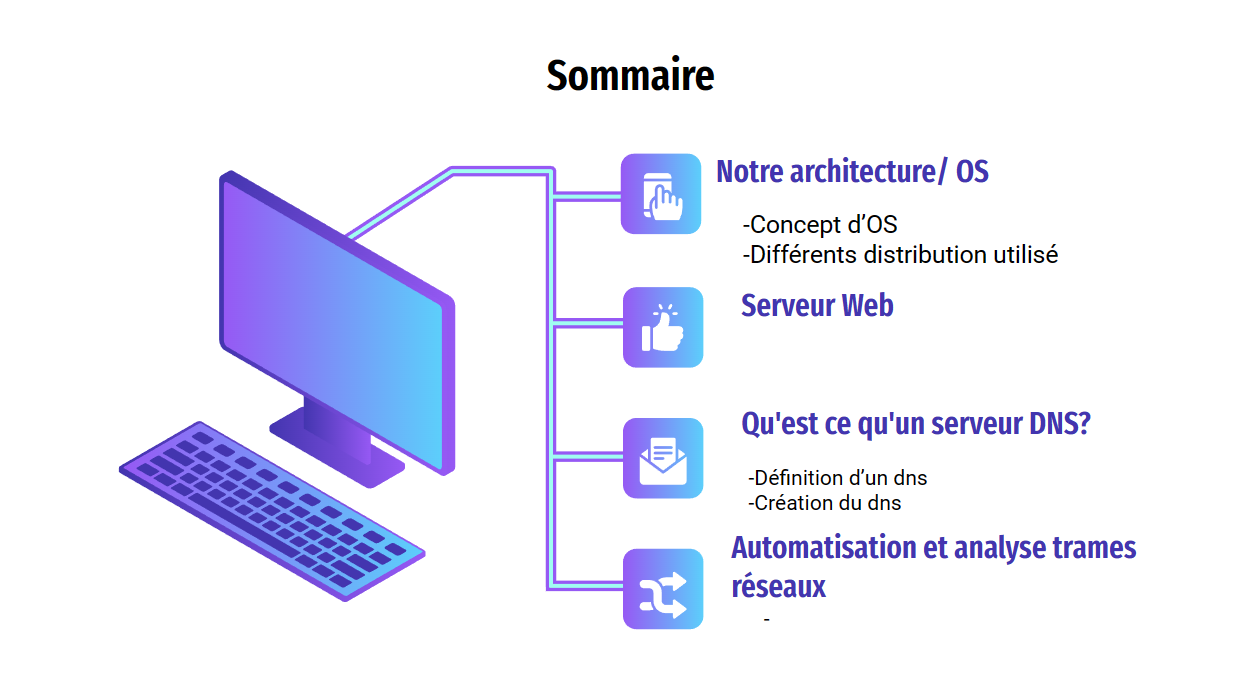 Sommaire
Notre architecture/ OS
-Concept d’OS
-Différents distribution utilisé
Serveur Web
Qu'est ce qu'un serveur DNS?
-Définition d’un dns
-Création du dns
Automatisation et analyse trames
réseaux
-